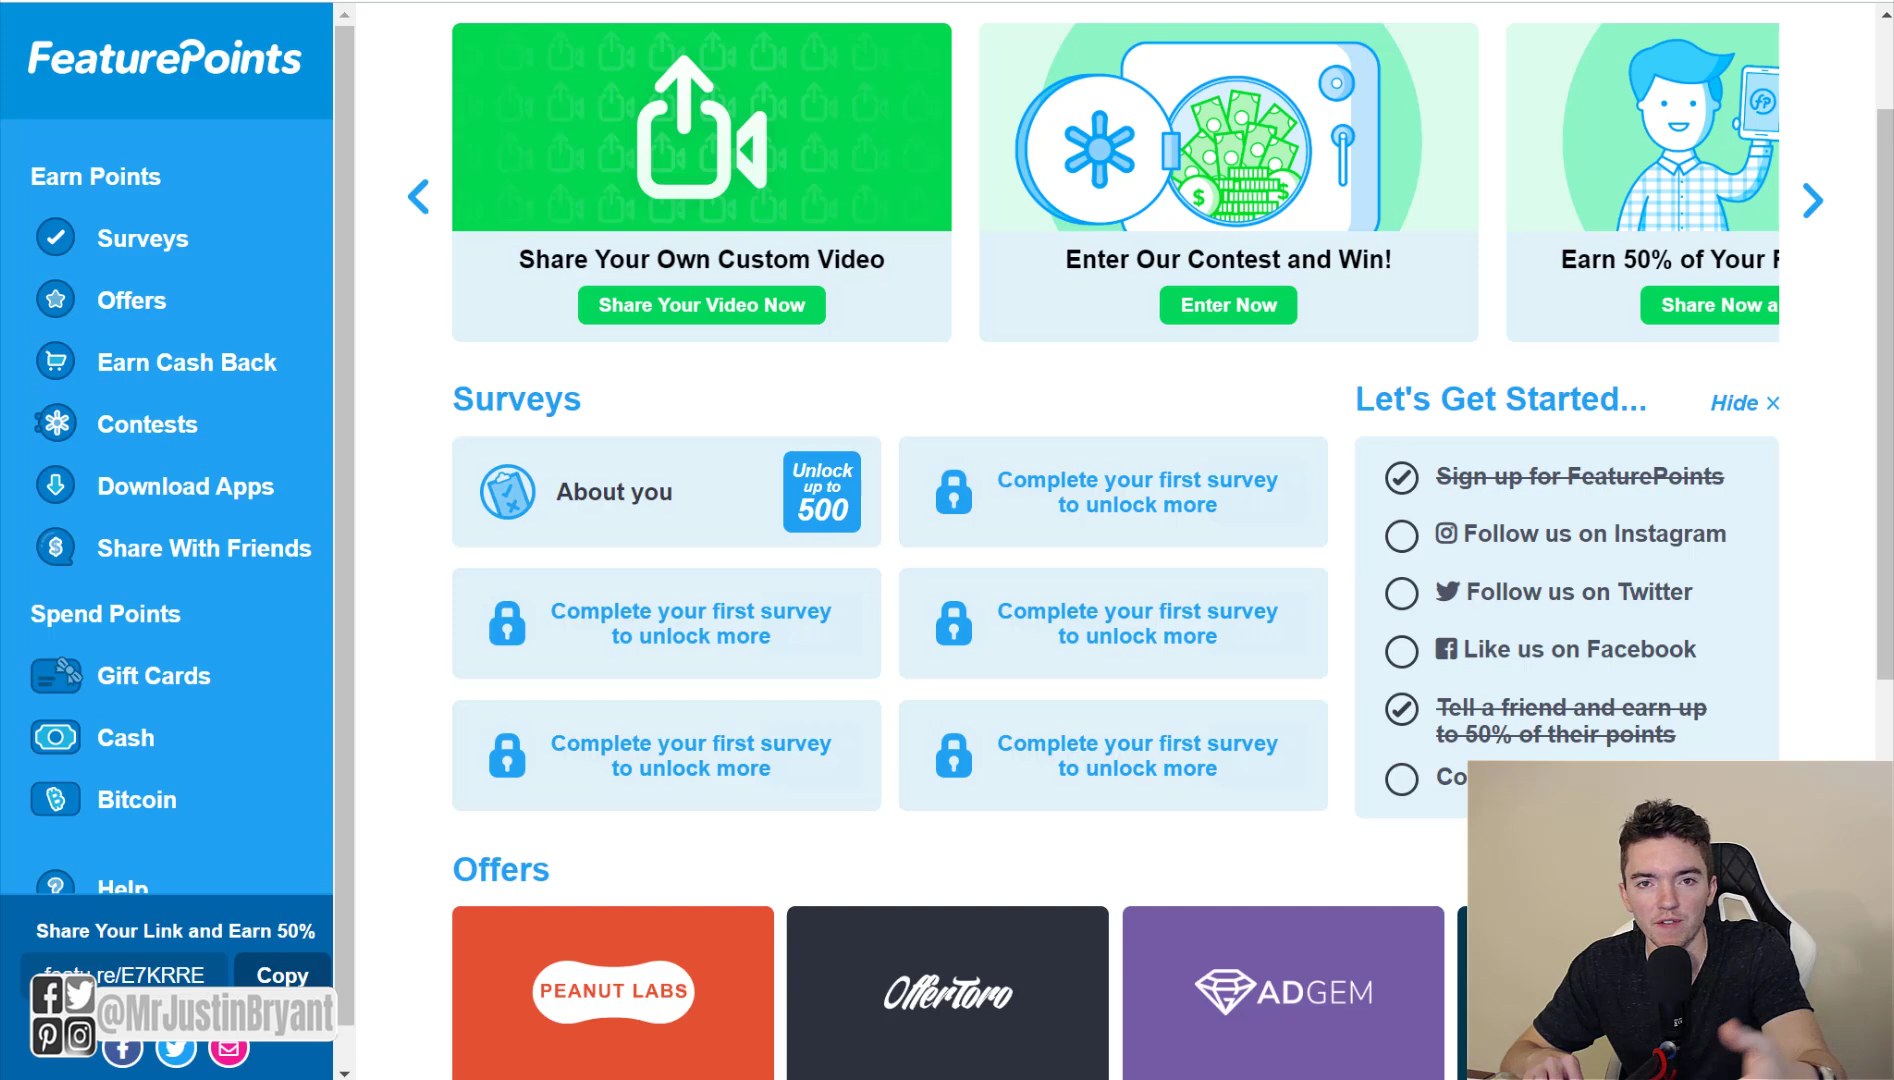 FeaturePoints
Earn Points
Surveys
Offers
Earn Cash Back
Contests
Download Apps
Share With Friends
Spend Points
Gift Cards
Cash
Bitcoin
Help
Share Your Link and Earn 50%
re/E7KRRE
Copy
@MrJustinBryant
Share Your Own Custom Video
Share Your Video Now
Enter Our Contest and Win!
Enter Now
fp
Earn 50% of Your
Share Now
Surveys
About you
Unlock
up to
500
Complete your first survey
to unlock more
Complete your first survey
to unlock more
Complete your first survey
to unlock more
Complete your first survey
to unlock more
Complete your first survey
to unlock more
Let's Get Started...
Hide
Sign up for FeaturePoints
Follow us on Instagram
Follow us on Twitter
Like us on Facebook
Tell a friend and earn up
to 50% of their points
Co
Offers
PEANUT LABS
OfferToro
ADGEM